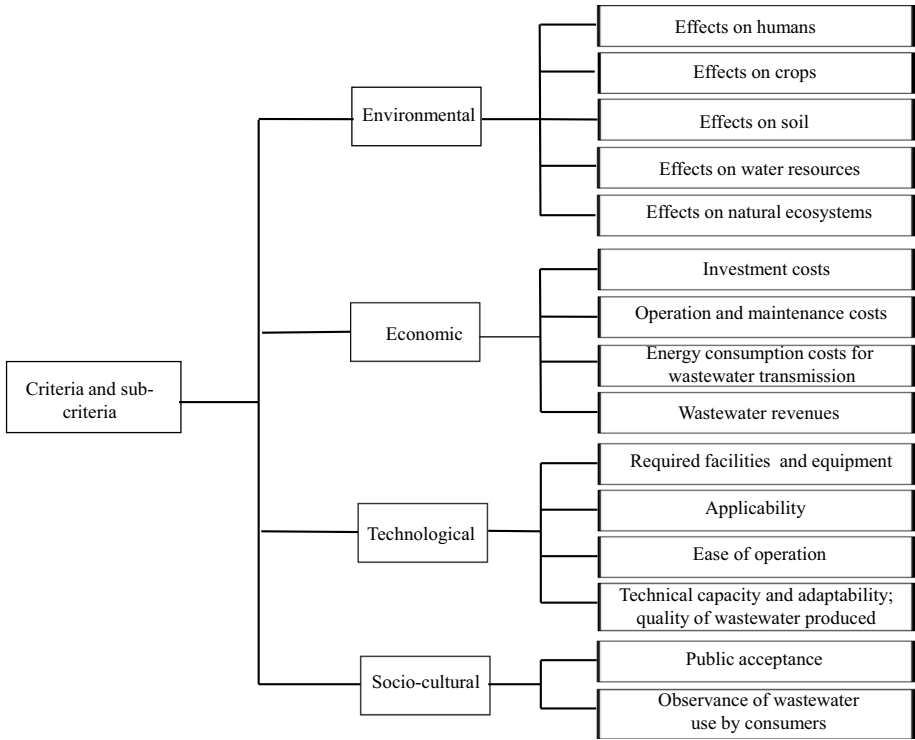 Criteria and sub-
criteria
Environmental
Effects on humans
Effects on crops
Effects on soil
Effects on water resources
Effects on natural ecosystems
Economic
Investment costs
Operation and maintenance costs
Energy consumption costs for
wastewater transmission
Wastewater revenues
Technological
Required facilities and equipment
Applicability
Ease of operation
Technical capacity and adaptability;
quality of wastewater produced
Socio-cultural
Public acceptance
Observance of wastewater
use by consumers